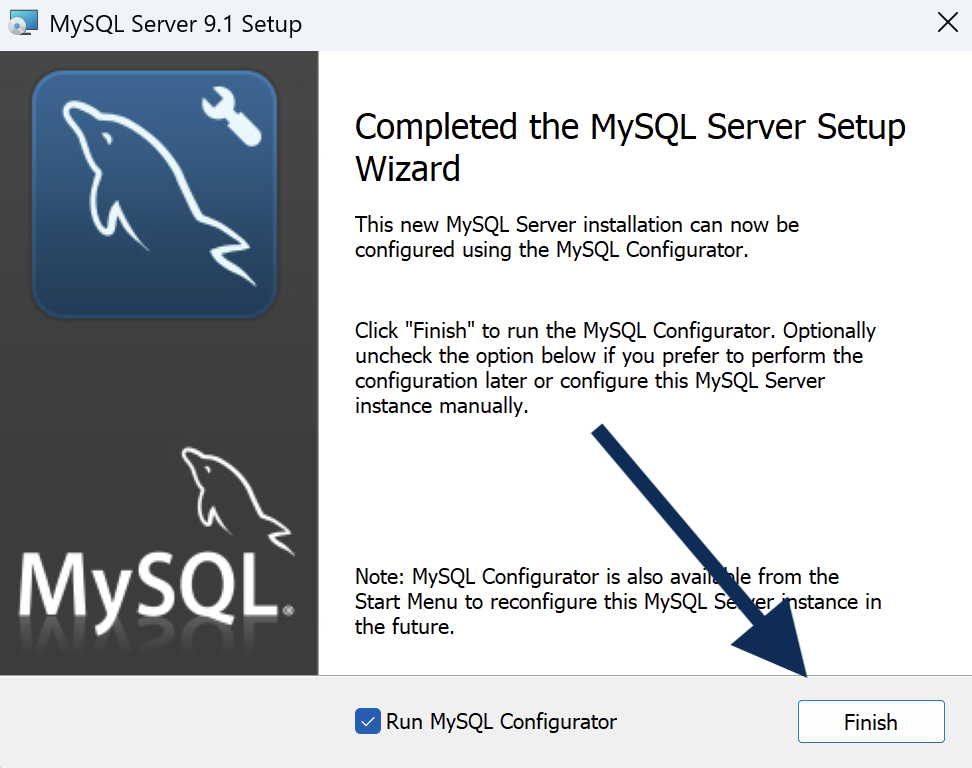 MySQL Server 9.1 Setup
Completed the MySQL Server Setup
Wizard
This new MySQL Server installation can now be
configured using the MySQL Configurator.
Click "Finish" to run the MySQL Configurator. Optionally
uncheck the option below if you prefer to perform the
configuration later or configure this MySQL Server
instance manually.
MySQL®
Note: MySQL Configurator is also available from the
Start Menu to reconfigure this MySQL Server instance in
the future.
Run MySQL Configurator
Finish